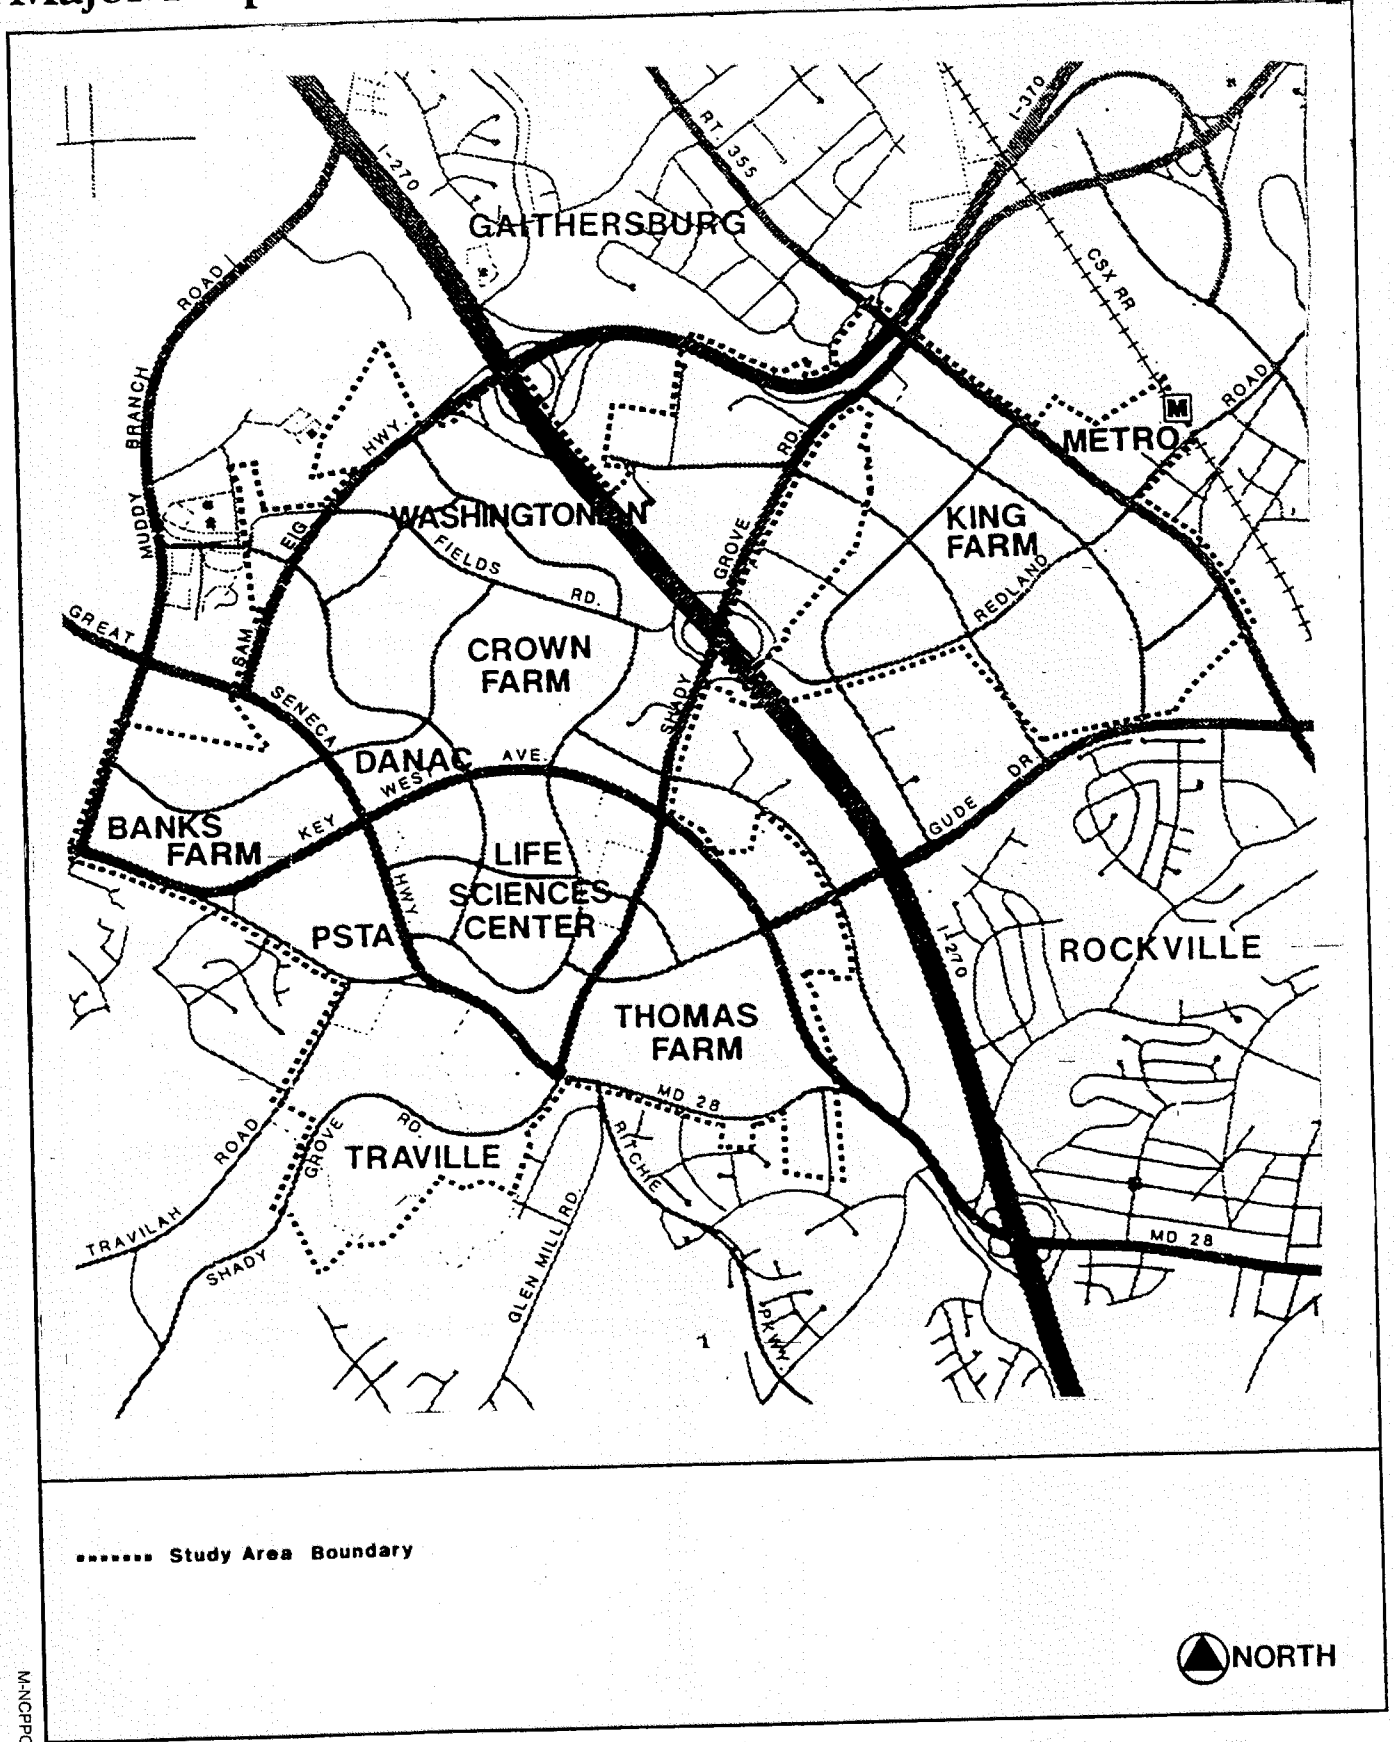 I-370
RT. 355
I-270
GAITHERSBURG
CSX RR
ROAD
BRANCH
MUDDY
ROAD
M
METRO
HWY.
EIG
SAM
WASHINGTONIAN
FIELDS
RD.
RD.
GROVE
SHADY
KING
FARM
REDLAND
GREAT
SENECA
HWY.
CROWN
FARM
DANAC
KEY
WEST
AVE.
GUDE
DR
BANKS
FARM
LIFE
SCIENCES
CENTER
PSTA
I-270
ROCKVILLE
THOMAS
FARM
MD 28
TRAVILAH
ROAD
SHADY
GROVE
RD.
TRAVILLE
RITCHIE
PKWY.
GLEN MILL RD.
MD 28
Study Area Boundary
NORTH